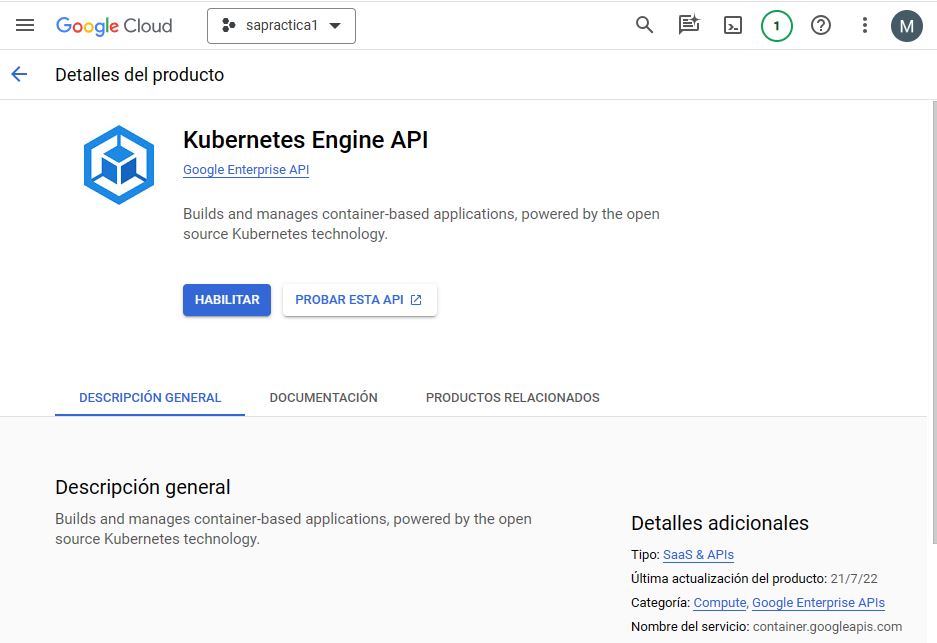 Google Cloud
sapractica1
1
M
Detalles del producto
Kubernetes Engine API
Google Enterprise API
Builds and manages container-based applications, powered by the open
source Kubernetes technology.
HABILITAR
PROBAR ESTA API
DESCRIPCIÓN GENERAL
DOCUMENTACIÓN
PRODUCTOS RELACIONADOS
Descripción general
Builds and manages container-based applications, powered by the open
source Kubernetes technology.
Detalles adicionales
Tipo: SaaS & APIs
Última actualización del producto: 21/7/22
Categoría: Compute, Google Enterprise APIs
Nombre del servicio: container.googleapis.com